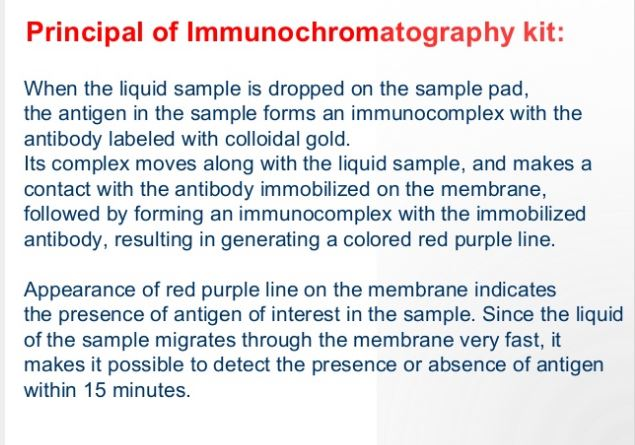 Principal of Immunochromatography kit:
When the liquid sample is dropped on the sample pad,
the antigen in the sample forms an immunocomplex with the
antibody labeled with colloidal gold.
Its complex moves along with the liquid sample, and makes a
contact with the antibody immobilized on the membrane,
followed by forming an immunocomplex with the immobilized
antibody, resulting in generating a colored red purple line.
Appearance of red purple line on the membrane indicates
the presence of antigen of interest in the sample. Since the liquid
of the sample migrates through the membrane very fast, it
makes it possible to detect the presence or absence of antigen
within 15 minutes.